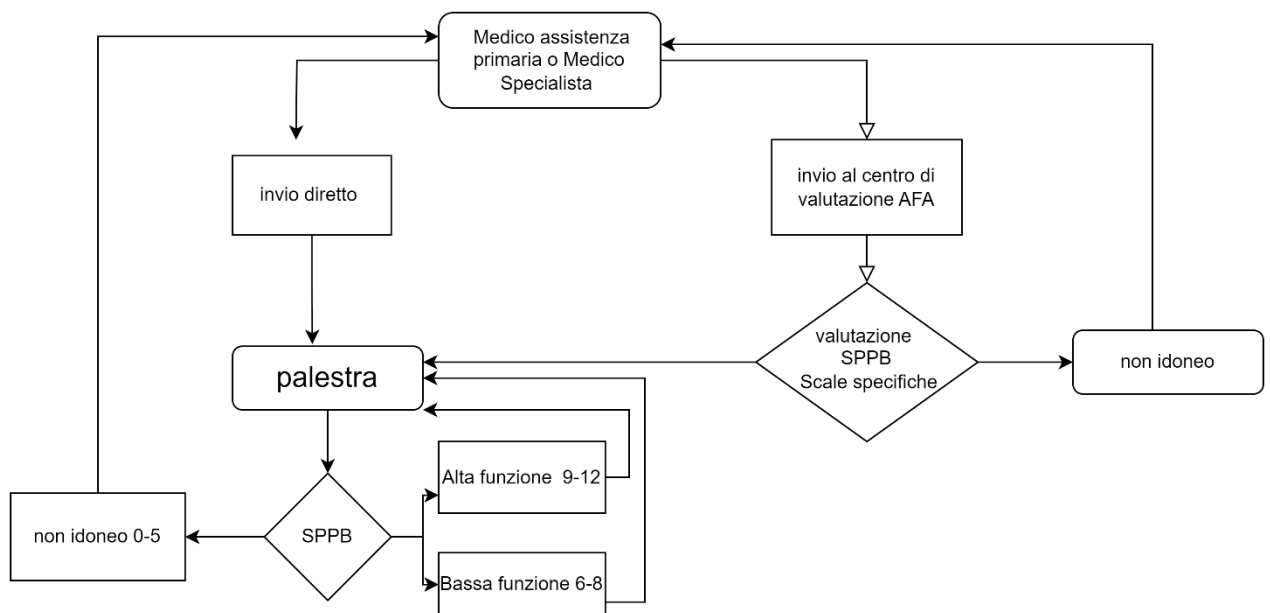 Medico assistenza
primaria o Medico
Specialista
invio diretto
invio al centro di
valutazione AFA
valutazione
SPPB
Scale specifiche
non idoneo
palestra
Alta funzione 9-12
SPPB
non idoneo 0-5
Bassa funzione 6-8